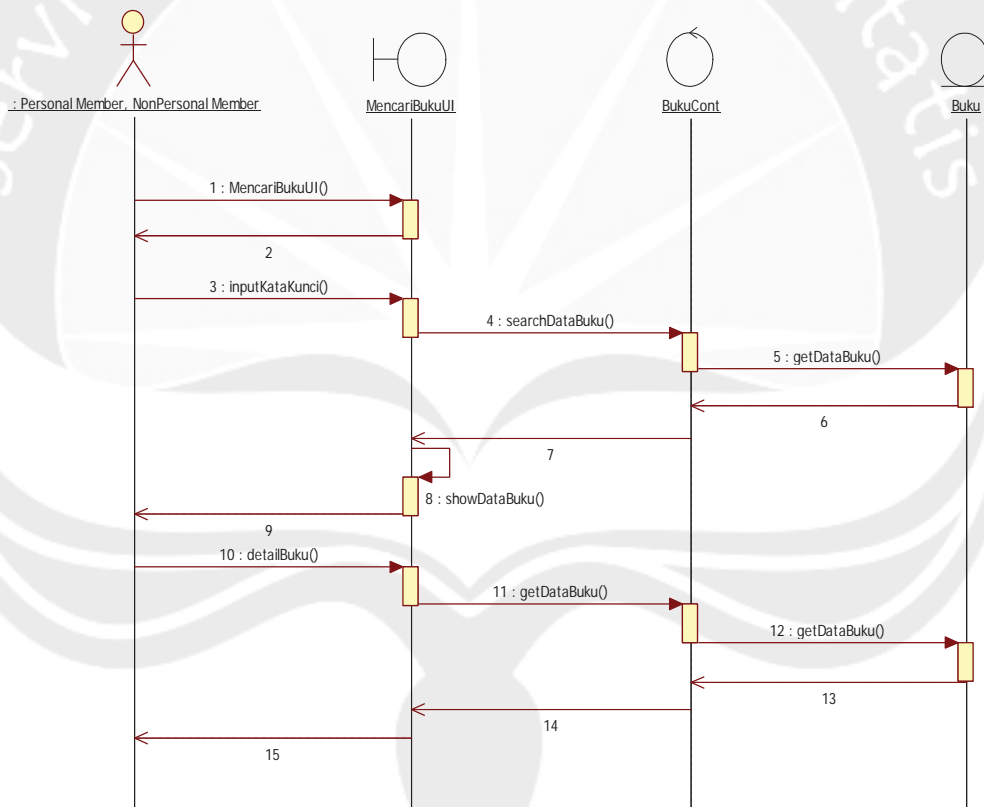 : Personal Member, NonPersonal Member
MencariBukuUI
BukuCont
Buku
1 : MencariBukuUI()
2
3 : inputKataKunci()
4 : searchDataBuku()
5 : getDataBuku()
6
7
8 : showDataBuku()
9
10 : detailBuku()
11 : getDataBuku()
12 : getDataBuku()
13
14
15